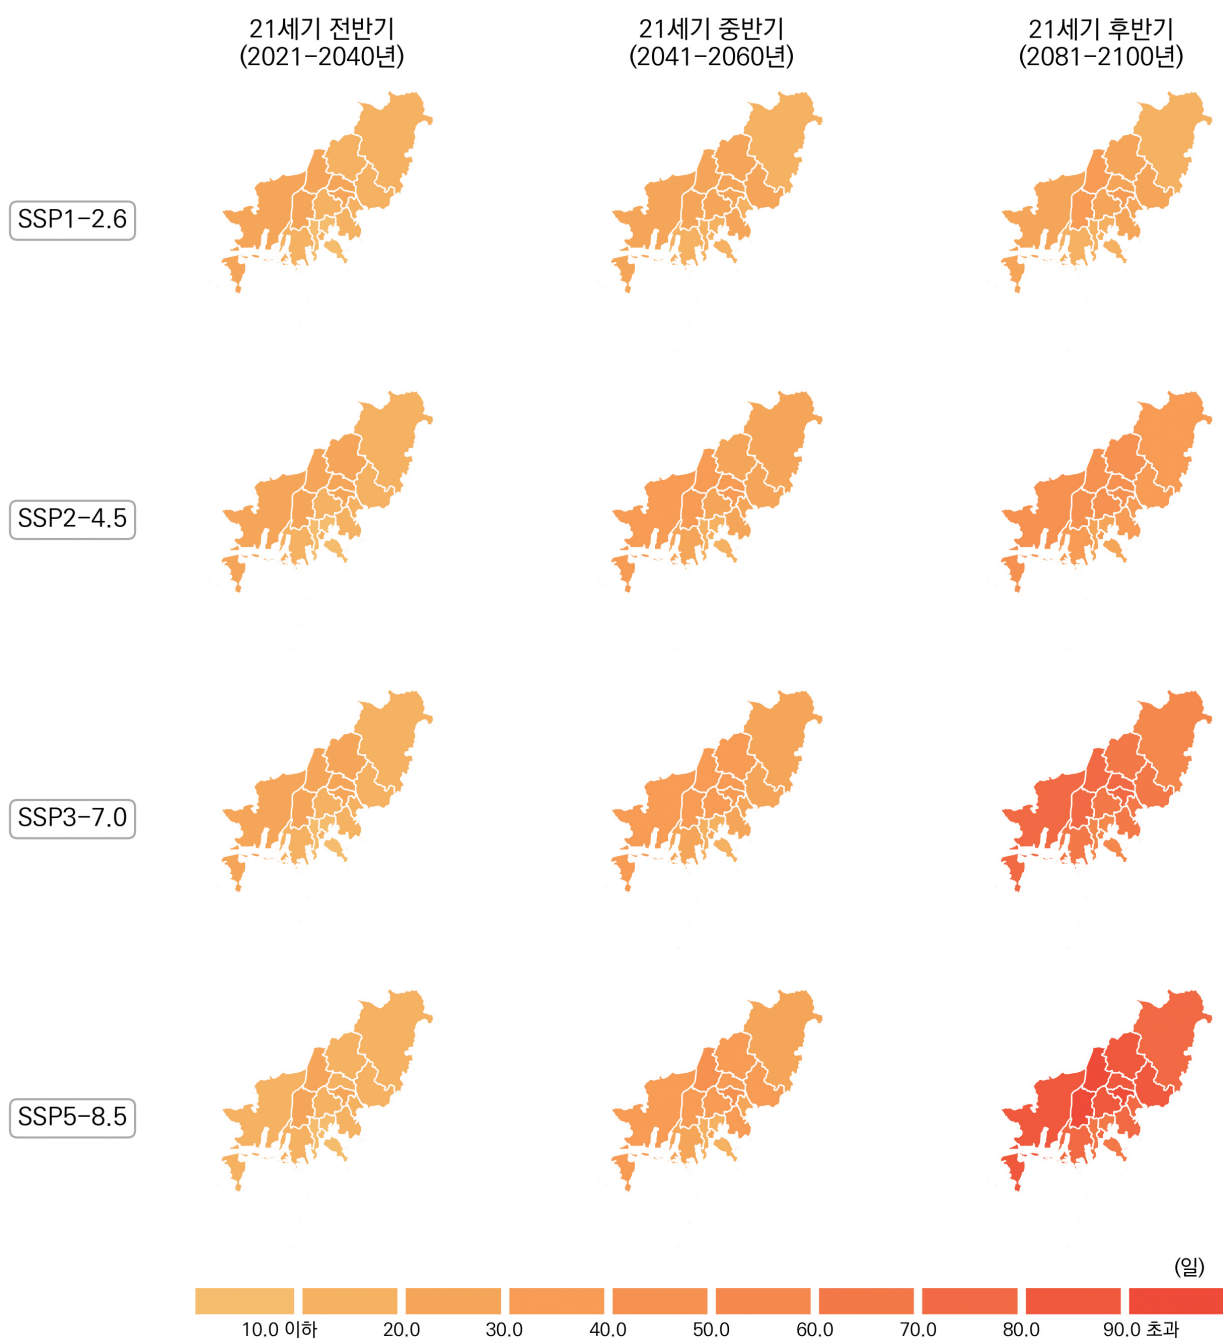 21세기 전반기
(2021-2040년)
21세기 중반기
(2041-2060년)
21세기 후반기
(2081-2100년)
SSP1-2.6
SSP2-4.5
SSP3-7.0
SSP5-8.5
(일)
10.0 이하 20.0 30.0 40.0 50.0 60.0 70.0 80.0 90.0 초과